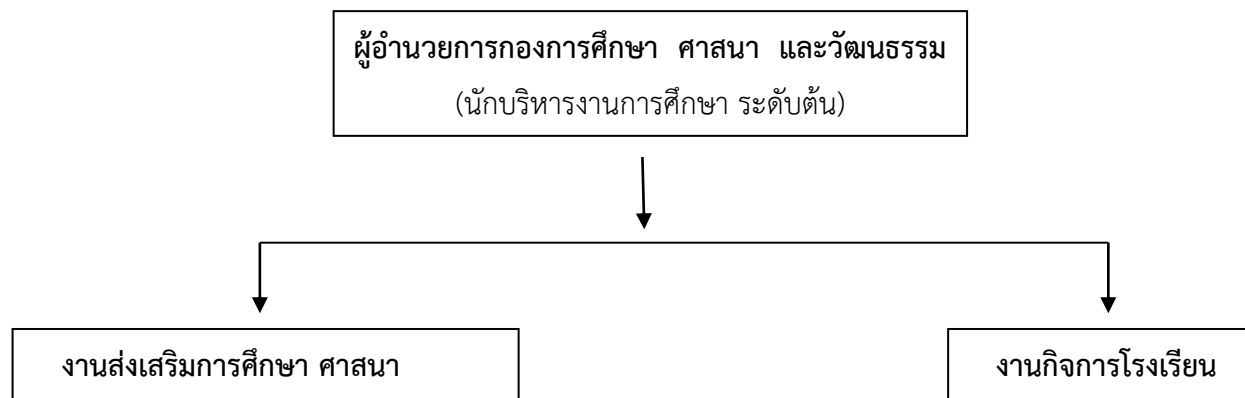 ผู้อำนวยการกองการศึกษา ศาสนา และวัฒนธรรม
(นักบริหารงานการศึกษา ระดับต้น)
งานส่งเสริมการศึกษา ศาสนา
งานกิจการโรงเรียน